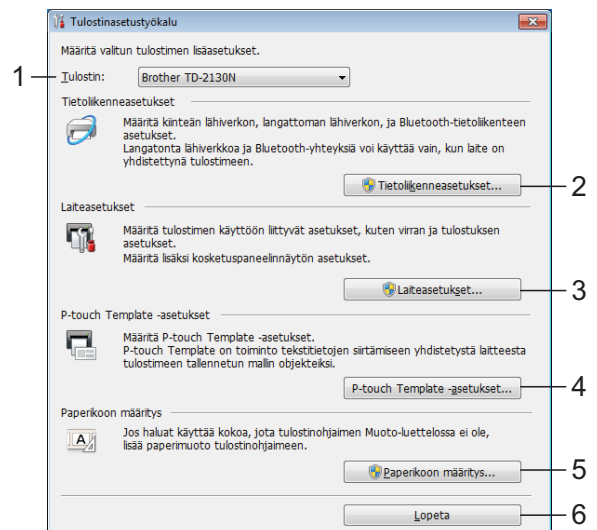 Tulostinasetustyökalu
Määritä valitun tulostimen lisäasetukset.
1
Tulostin: Brother TD-2130N
Tietoliikenneasetukset
Määritä kiinteän lähiverkon, langattoman lähiverkon, ja Bluetooth-tietoliikenteen
asetukset.
Langatonta lähiverkkoa ja Bluetooth-yhteyksiä voi käyttää vain, kun laite on
yhdistettynä tulostimeen.
Tietoliikenneasetukset... 2
Laiteasetukset
Määritä tulostimen käyttöön liittyvät asetukset, kuten virran ja tulostuksen
asetukset.
Määritä lisäksi kosketuspaneelinnäytön asetukset.
Laiteasetukset... 3
P-touch Template -asetukset
Määritä P-touch Template -asetukset.
P-touch Template on toiminto tekstitietojen siirtämiseen yhdistetystä laitteesta
tulostimeen tallennetun mallin objekteiksi.
P-touch Template -asetukset... 4
Paperikoon määritys
Jos haluat käyttää kokoa, jota tulostinohjaimen Muoto-luettelossa ei ole,
lisää paperimuoto tulostinohjaimeen.
Paperikoon määritys... 5
Lopeta 6